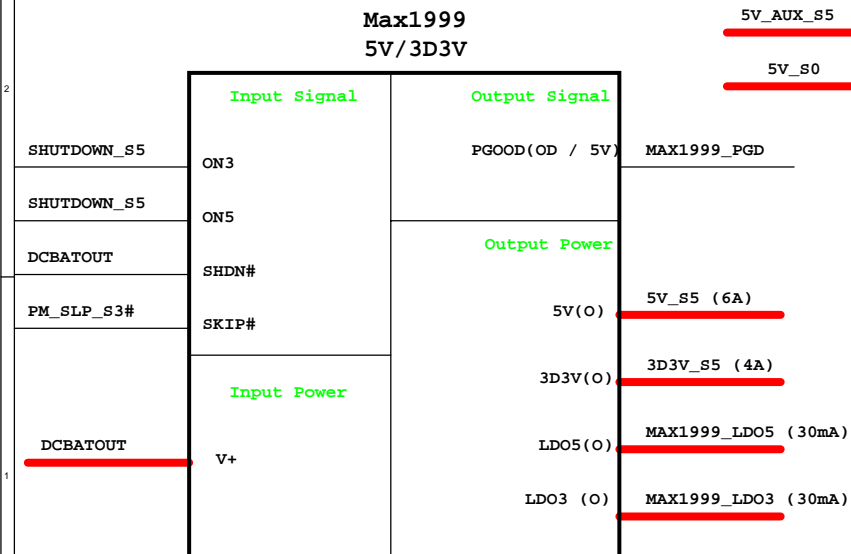 Max1999
5V/3D3V
5V_AUX_S5
5V_S0
2
Input Signal
Output Signal
SHUTDOWN_S5
ON3
PGOOD(OD / 5V)
MAX1999_PGD
SHUTDOWN_S5
ON5
Output Power
DCBATOUT
SHDN#
PM_SLP_S3#
SKIP#
5V(O)
5V_S5 (6A)
3D3V(O)
3D3V_S5 (4A)
Input Power
DCBATOUT
V+
LDO5(O)
MAX1999_LDO5 (30mA)
1
LDO3 (O)
MAX1999_LDO3 (30mA)